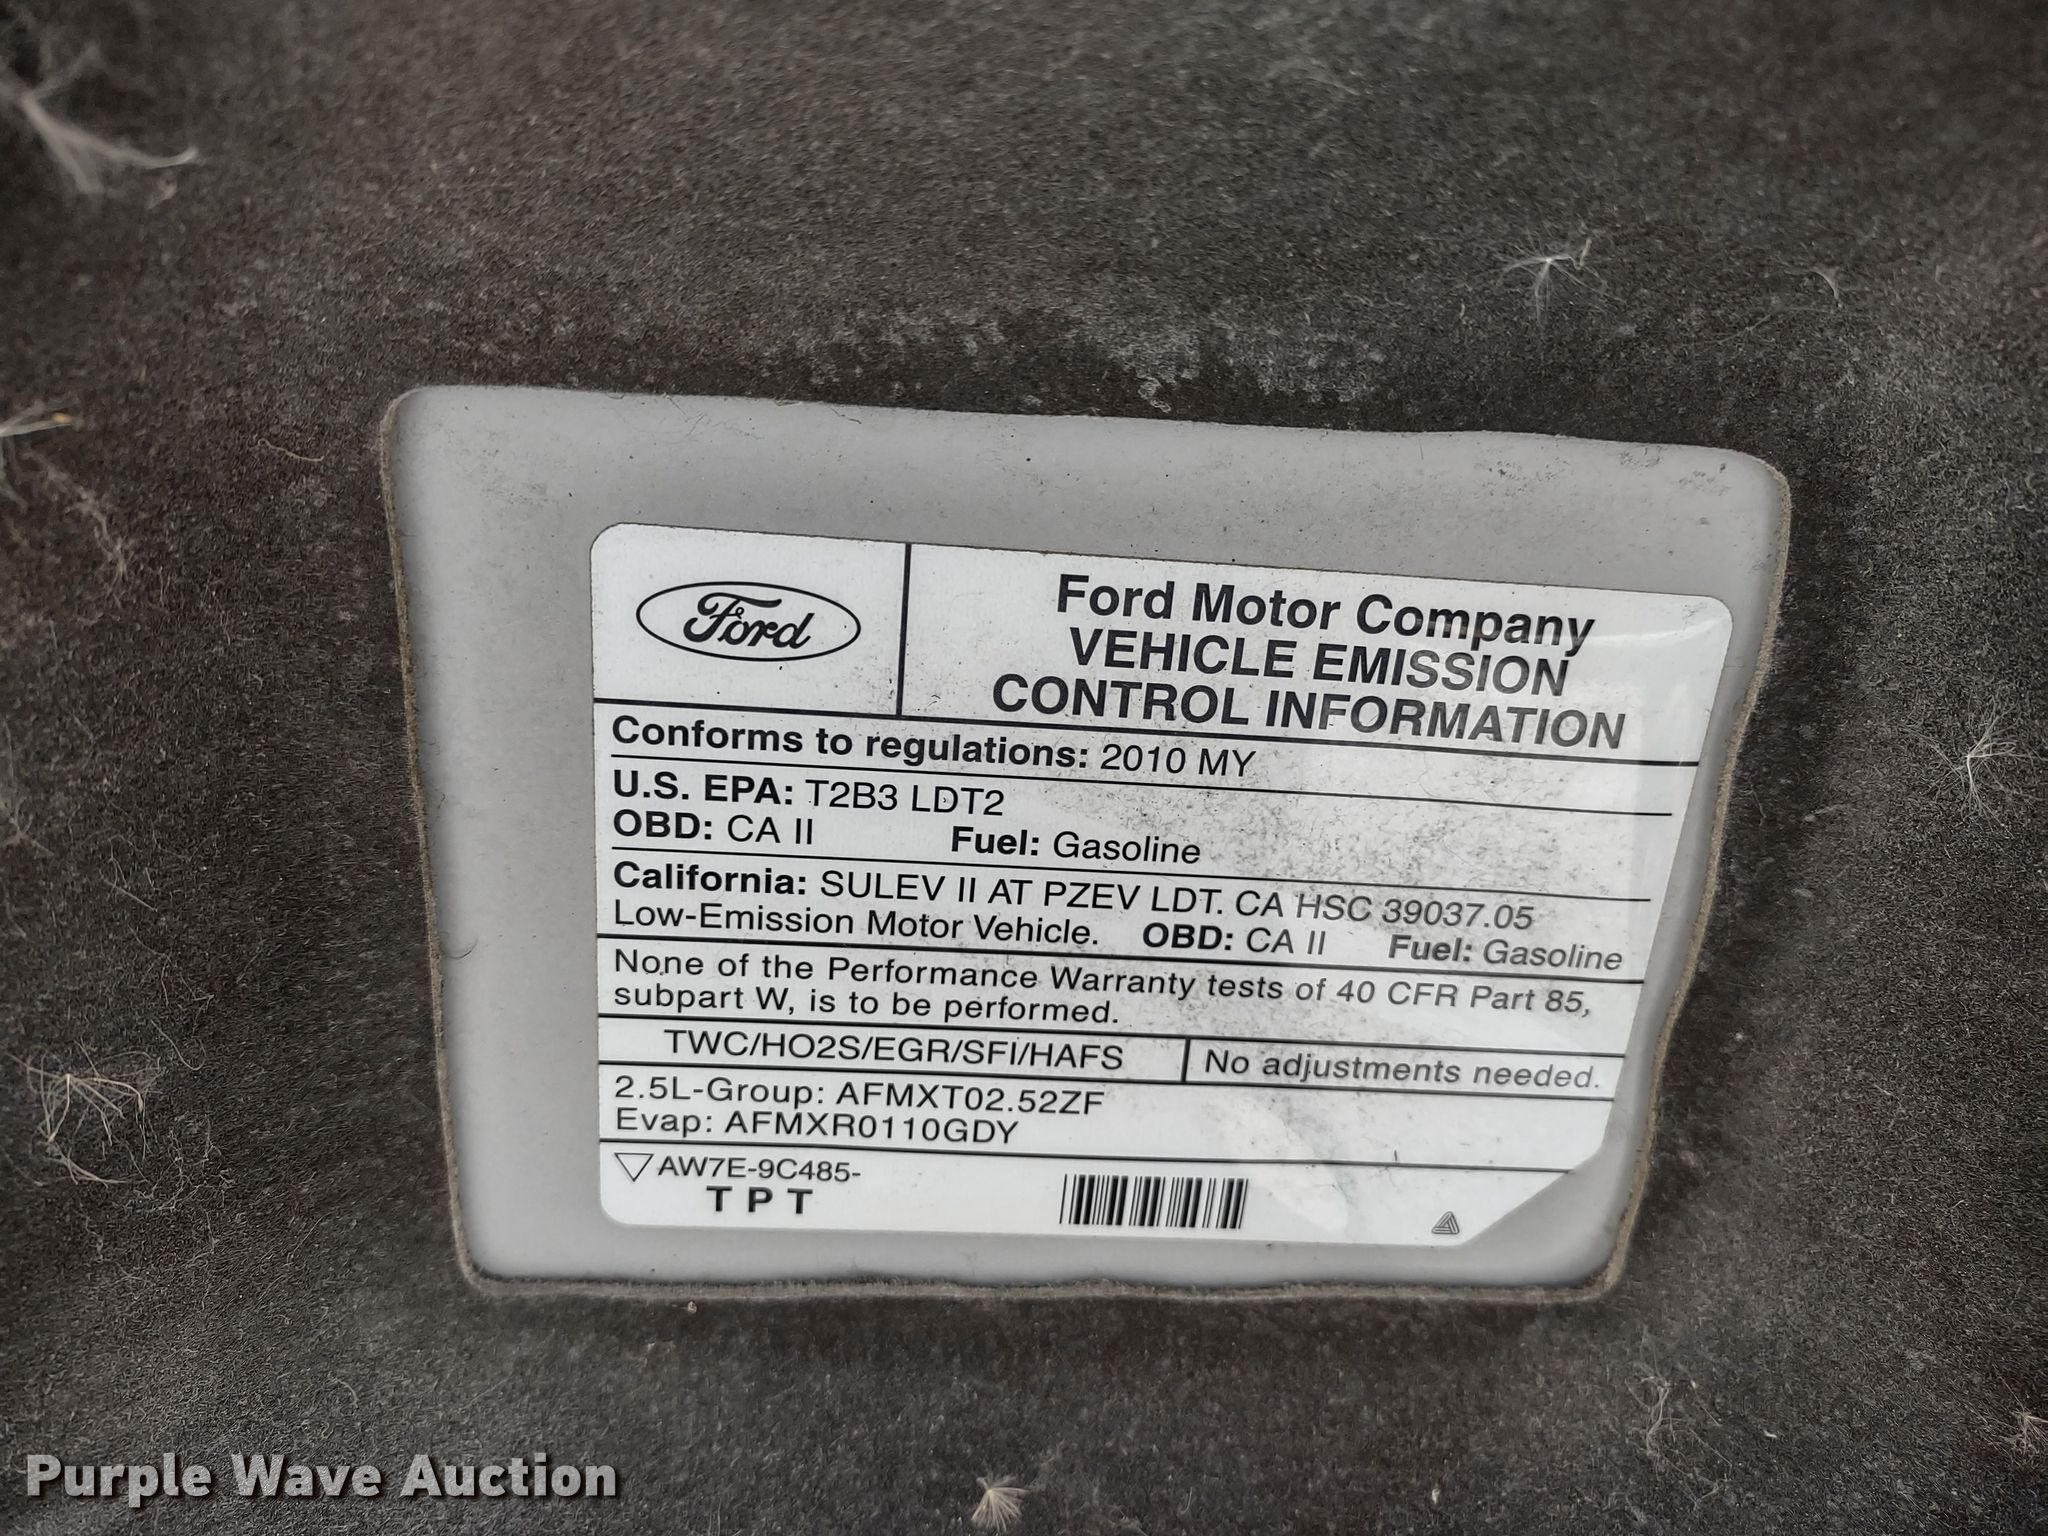 Ford
Ford Motor Company
VEHICLE EMISSION
CONTROL INFORMATION
Conforms to regulations: 2010 MY
U.S. EPA: T2B3 LDT2
OBD: CA II Fuel: Gasoline
California: SULEV II AT PZEV LDT. CA HSC 39037.05
Low-Emission Motor Vehicle. OBD: CA II Fuel: Gasoline
None of the Performance Warranty tests of 40 CFR Part 85,
subpart W, is to be performed.
TWC/HO2S/EGR/SFI/HAFS No adjustments needed.
2.5L-Group: AFMXT02.52ZF
Evap: AFMXR0110GDY
AW7E-9C485-
TPT
Purple Wave Auction